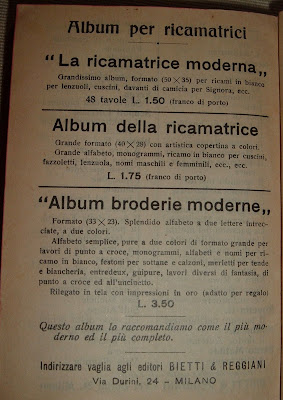 Album per ricamatrici
“ La ricamatrice moderna „
Grandissimo album, formato (50 × 35) per ricami in bianco
per lenzuoli, cuscini, davanti di camicia per Signora, ecc.
48 tavole L. 1.50 (franco di porto)
Album della ricamatrice
Grande formato (40 × 28) con artistica copertina a colori.
Grande alfabeto, monogrammi, ricamo in bianco per cuscini,
fazzoletti, lenzuola, nomi maschili e femminili, ecc., ecc.
L. 1.75 (franco di porto)
“Album broderie moderne„
Formato (33 × 23). Splendido alfabeto a due lettere intrec-
ciate, a due colori.
Alfabeto semplice, pure a due colori di formato grande per
lavori di punto a croce, monogrammi, alfabeti e nomi per ri-
camo in bianco, festoni per sottane e calzoni, merletti per tende
e biancheria, entredeux, guipure, lavori diversi di fantasia, di
punto a croce ed all'uncinetto.
Rilegato in tela con impressioni in oro (adatto per regalo)
L. 3.50
Questo album lo raccomandiamo come il più mo-
derno ed il più completo.
Indirizzare vaglia agli editori BIETTI & REGGIANI
Via Durini, 24 – MILANO